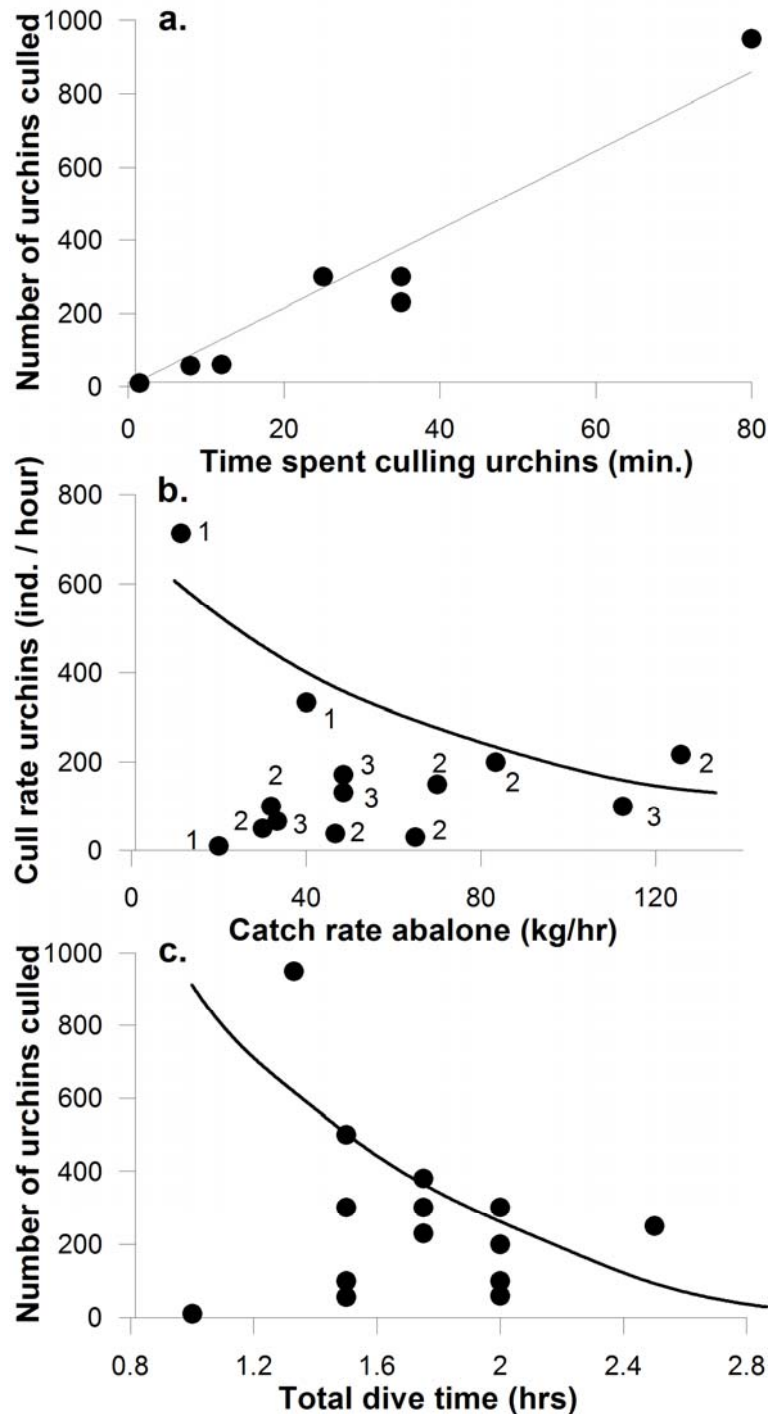 a.
Number of urchins culled
1000
800
600
400
200
0
0 20 40 60 80
Time spent culling urchins (min.)
b.
Cull rate urchins (ind. / hour)
800
600
400
200
0
1
1
3
2
3
2
2
2
2
3
1
2
3
2
2
0 40 80 120
Catch rate abalone (kg/hr)
c.
Number of urchins culled
1000
800
600
400
200
0
0.8 1.2 1.6 2 2.4 2.8
Total dive time (hrs)